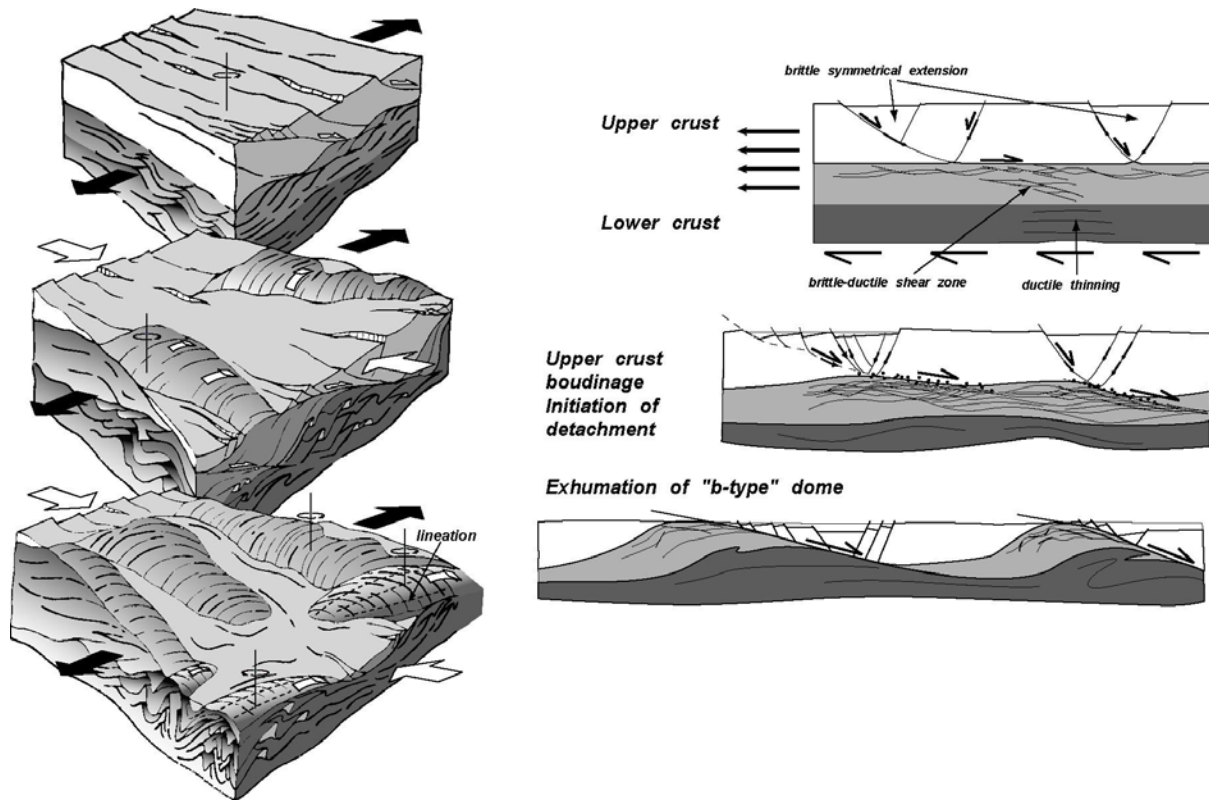 lineation
brittle symmetrical extension
Upper crust
Lower crust
brittle-ductile shear zone
ductile thinning
Upper crust
boudinage
Initiation of
detachment
Exhumation of "b-type" dome